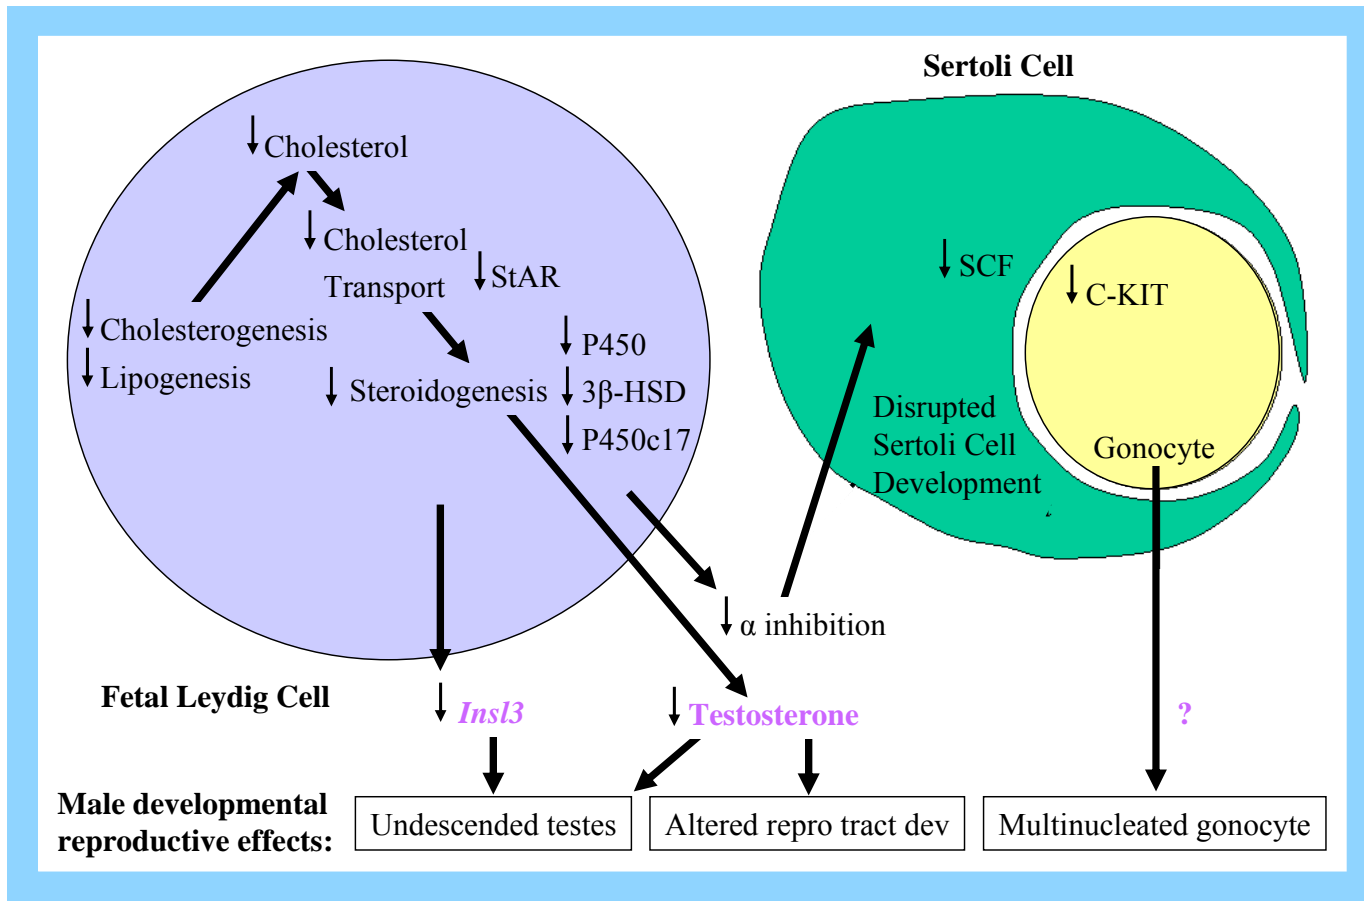 Sertoli Cell
↓ Cholesterol
↓ Cholesterol
Transport
↓ StAR
↓ Cholesterogenesis
↓ Lipogenesis
↓ Steroidogenesis
↓ P450
↓ 3β-HSD
↓ P450c17
↓ SCF
↓ C-KIT
Disrupted
Sertoli Cell
Development
Gonocyte
↓ α inhibition
Fetal Leydig Cell
↓ Insl3
↓ Testosterone
?
Male developmental
reproductive effects:
Undescended testes
Altered repro tract dev
Multinucleated gonocyte